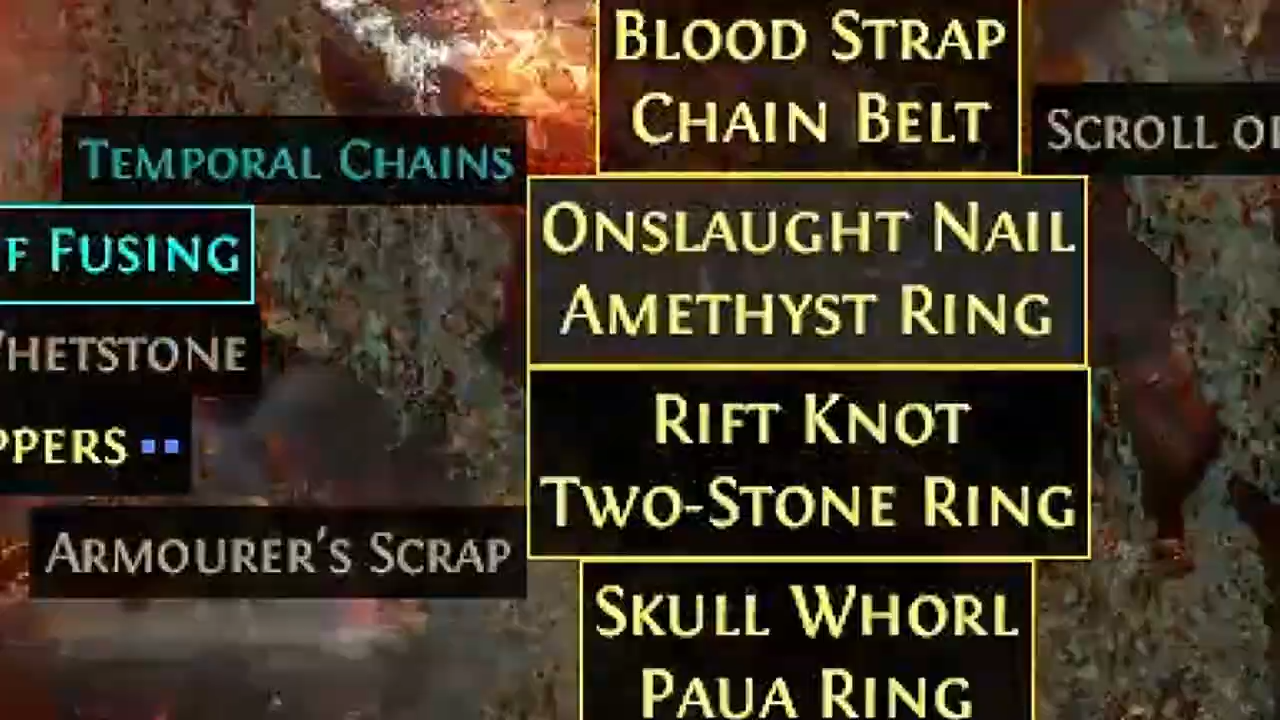 BLOOD STRAP
CHAIN BELT
SCROLL OF
TEMPORAL CHAINS
ONSLAUGHT NAIL
AMETHYST RING
F FUSING
WHETSTONE
RIFT KNOT
TWO-STONE RING
PPERS
ARMOURER'S SCRAP
SKULL WHORL
PAUA RING